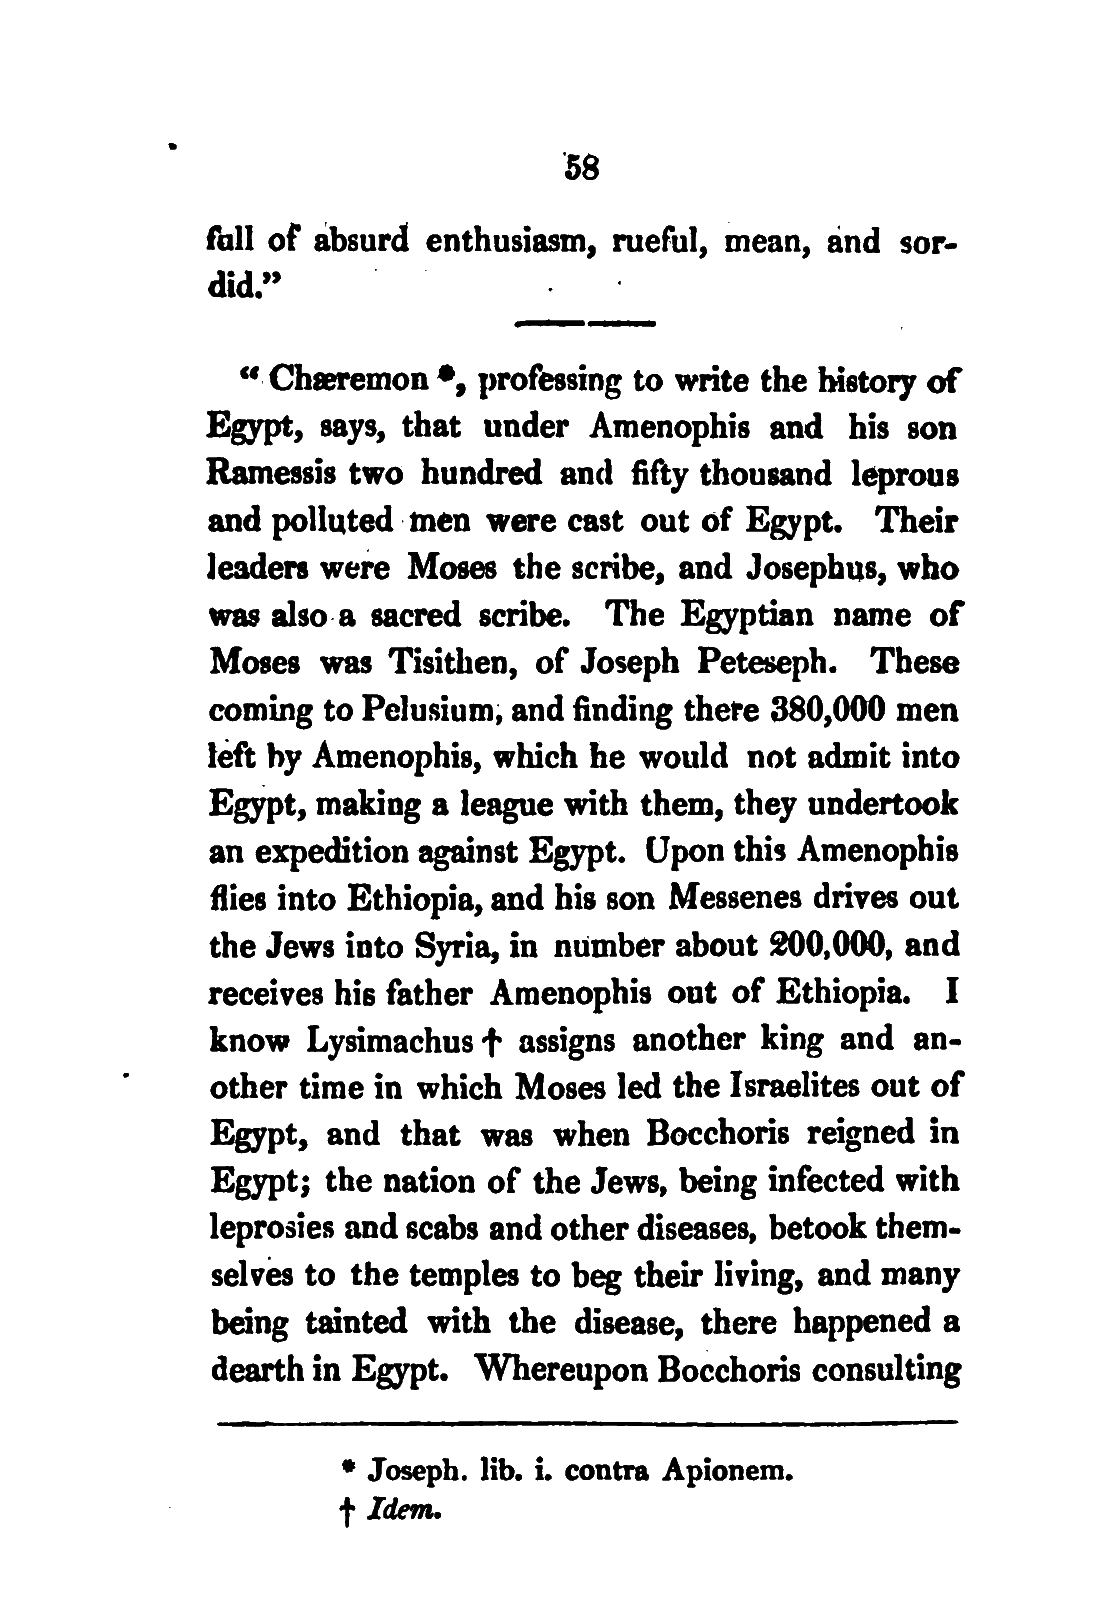 58
full of absurd enthusiasm, rueful, mean, and sor-
did.”
“ Chæremon *, professing to write the history of
Egypt, says, that under Amenophis and his son
Ramessis two hundred and fifty thousand leprous
and polluted men were cast out of Egypt. Their
leaders were Moses the scribe, and Josephus, who
was also a sacred scribe. The Egyptian name of
Moses was Tisithen, of Joseph Peteseph. These
coming to Pelusium, and finding there 380,000 men
left by Amenophis, which he would not admit into
Egypt, making a league with them, they undertook
an expedition against Egypt. Upon this Amenophis
flies into Ethiopia, and his son Messenes drives out
the Jews into Syria, in number about 200,000, and
receives his father Amenophis out of Ethiopia. I
know Lysimachus † assigns another king and an-
other time in which Moses led the Israelites out of
Egypt, and that was when Bocchoris reigned in
Egypt; the nation of the Jews, being infected with
leprosies and scabs and other diseases, betook them-
selves to the temples to beg their living, and many
being tainted with the disease, there happened a
dearth in Egypt. Whereupon Bocchoris consulting
* Joseph. lib. i. contra Apionem.
† Idem.